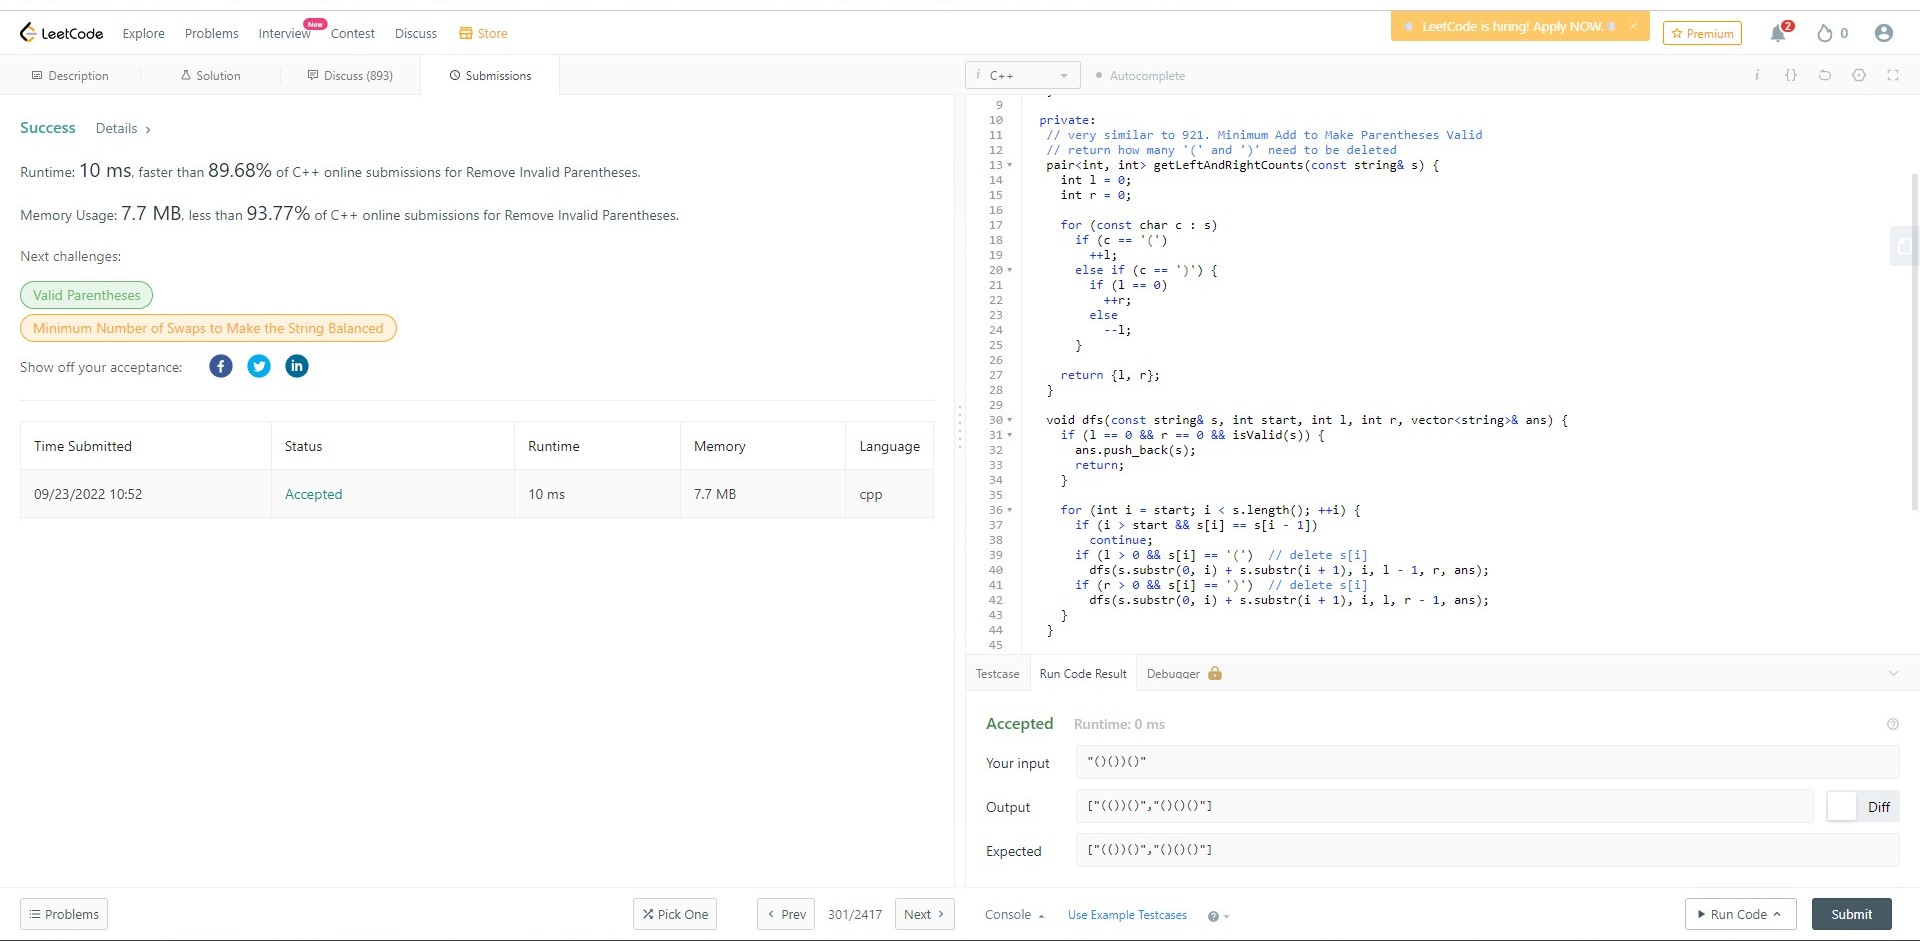 LeetCode Explore Problems Interview New Contest Discuss Store
LeetCode is hiring! Apply NOW. × Premium 2 0
Description Solution Discuss (893) Submissions
Success Details ›
Runtime: 10 ms, faster than 89.68% of C++ online submissions for Remove Invalid Parentheses.
Memory Usage: 7.7 MB, less than 93.77% of C++ online submissions for Remove Invalid Parentheses.
Next challenges:
Valid Parentheses
Minimum Number of Swaps to Make the String Balanced
Show off your acceptance:
Time Submitted Status Runtime Memory Language
09/23/2022 10:52 Accepted 10 ms 7.7 MB cpp
Problems Pick One ‹ Prev 301/2417 Next ›
i C++ Autocomplete i {}
9
10 private:
11 // very similar to 921. Minimum Add to Make Parentheses Valid
12 // return how many '(' and ')' need to be deleted
13 pair<int, int> getLeftAndRightCounts(const string& s) {
14 int l = 0;
15 int r = 0;
16
17 for (const char c : s)
18 if (c == '(')
19 ++l;
20 else if (c == ')') {
21 if (l == 0)
22 ++r;
23 else
24 --l;
25 }
26
27 return {l, r};
28 }
29
30 void dfs(const string& s, int start, int l, int r, vector<string>& ans) {
31 if (l == 0 && r == 0 && isValid(s)) {
32 ans.push_back(s);
33 return;
34 }
35
36 for (int i = start; i < s.length(); ++i) {
37 if (i > start && s[i] == s[i - 1])
38 continue;
39 if (l > 0 && s[i] == '(') // delete s[i]
40 dfs(s.substr(0, i) + s.substr(i + 1), i, l - 1, r, ans);
41 if (r > 0 && s[i] == ')') // delete s[i]
42 dfs(s.substr(0, i) + s.substr(i + 1), i, l, r - 1, ans);
43 }
44 }
45
Testcase Run Code Result Debugger
Accepted Runtime: 0 ms
Your input "()())()"
Output ["(())()","()()()"] Diff
Expected ["(())()","()()()"]
Console Use Example Testcases Run Code Submit